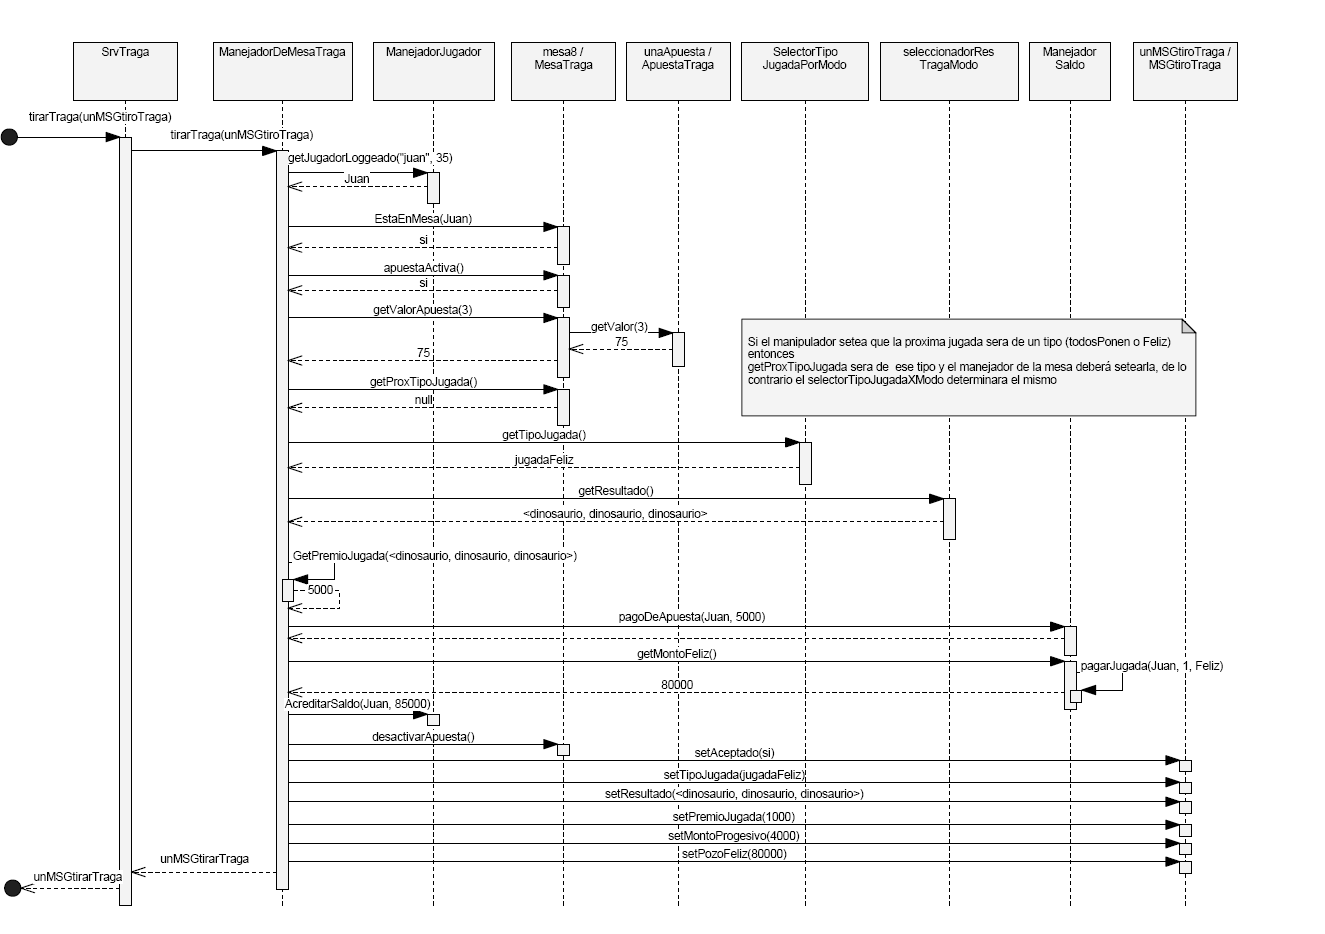 SrvTraga
ManejadorDeMesaTraga
ManejadorJugador
mesa8 /
MesaTraga
unaApuesta /
ApuestaTraga
SelectorTipo
JugadaPorModo
seleccionadorRes
TragaModo
Manejador
Saldo
unMSGtiroTraga /
MSGtiroTraga
tirarTraga(unMSGtiroTraga)
tirarTraga(unMSGtiroTraga)
getJugadorLoggeado("juan", 35)
Juan
EstaEnMesa(Juan)
si
apuestaActiva()
si
getValorApuesta(3)
getValor(3)
75
75
Si el manipulador setea que la proxima jugada sera de un tipo (todosPonen o Feliz)
entonces
getProxTipoJugada sera de ese tipo y el manejador de la mesa deberá setearla, de lo
contrario el selectorTipoJugadaXModo determinara el mismo
getProxTipoJugada()
null
getTipoJugada()
jugadaFeliz
getResultado()
<dinosaurio, dinosaurio, dinosaurio>
GetPremioJugada(<dinosaurio, dinosaurio, dinosaurio>)
5000
pagoDeApuesta(Juan, 5000)
getMontoFeliz()
pagarJugada(Juan, 1, Feliz)
80000
AcreditarSaldo(Juan, 85000)
desactivarApuesta()
setAceptado(si)
setTipoJugada(jugadaFeliz)
setResultado(<dinosaurio, dinosaurio, dinosaurio>)
setPremioJugada(1000)
setMontoProgesivo(4000)
setPozoFeliz(80000)
unMSGtirarTraga
unMSGtirarTraga